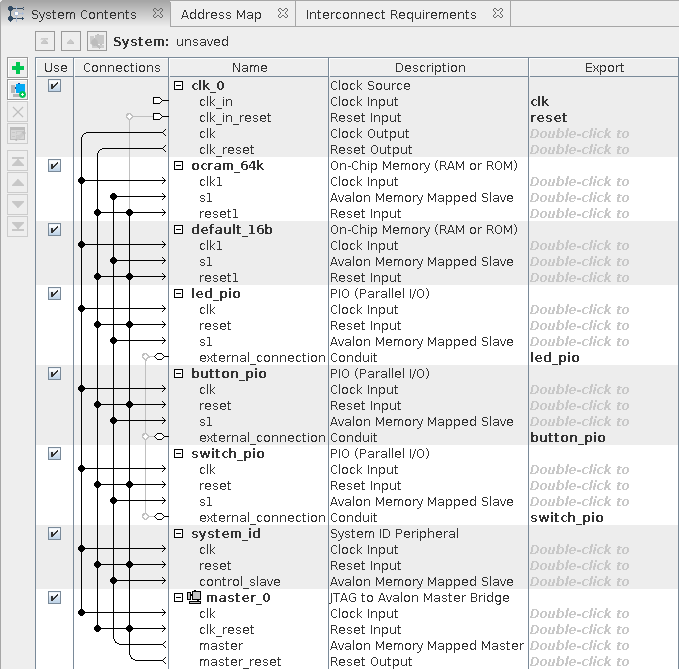 System Contents Address Map Interconnect Requirements
System: unsaved
Use Connections Name Description Export
clk_0 Clock Source
clk_in Clock Input clk
clk_in_reset Reset Input reset
clk Clock Output Double-click to
clk_reset Reset Output Double-click to
ocram_64k On-Chip Memory (RAM or ROM)
clk1 Clock Input Double-click to
s1 Avalon Memory Mapped Slave Double-click to
reset1 Reset Input Double-click to
default_16b On-Chip Memory (RAM or ROM)
clk1 Clock Input Double-click to
s1 Avalon Memory Mapped Slave Double-click to
reset1 Reset Input Double-click to
led_pio PIO (Parallel I/O)
clk Clock Input Double-click to
reset Reset Input Double-click to
s1 Avalon Memory Mapped Slave Double-click to
external_connection Conduit led_pio
button_pio PIO (Parallel I/O)
clk Clock Input Double-click to
reset Reset Input Double-click to
s1 Avalon Memory Mapped Slave Double-click to
external_connection Conduit button_pio
switch_pio PIO (Parallel I/O)
clk Clock Input Double-click to
reset Reset Input Double-click to
s1 Avalon Memory Mapped Slave Double-click to
external_connection Conduit switch_pio
system_id System ID Peripheral
clk Clock Input Double-click to
reset Reset Input Double-click to
control_slave Avalon Memory Mapped Slave Double-click to
master_0 JTAG to Avalon Master Bridge
clk Clock Input Double-click to
clk_reset Reset Input Double-click to
master Avalon Memory Mapped Master Double-click to
master_reset Reset Output Double-click to